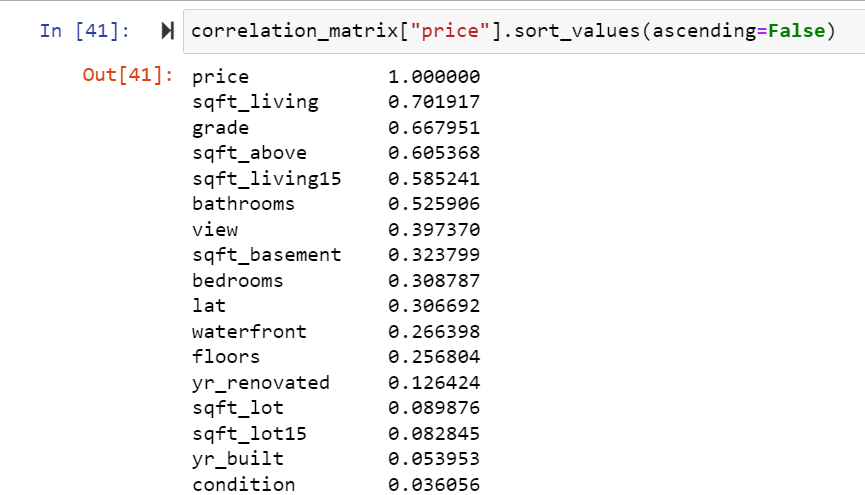 In [41]: correlation_matrix["price"].sort_values(ascending=False)
Out[41]: price 1.000000
sqft_living 0.701917
grade 0.667951
sqft_above 0.605368
sqft_living15 0.585241
bathrooms 0.525906
view 0.397370
sqft_basement 0.323799
bedrooms 0.308787
lat 0.306692
waterfront 0.266398
floors 0.256804
yr_renovated 0.126424
sqft_lot 0.089876
sqft_lot15 0.082845
yr_built 0.053953
condition 0.036056